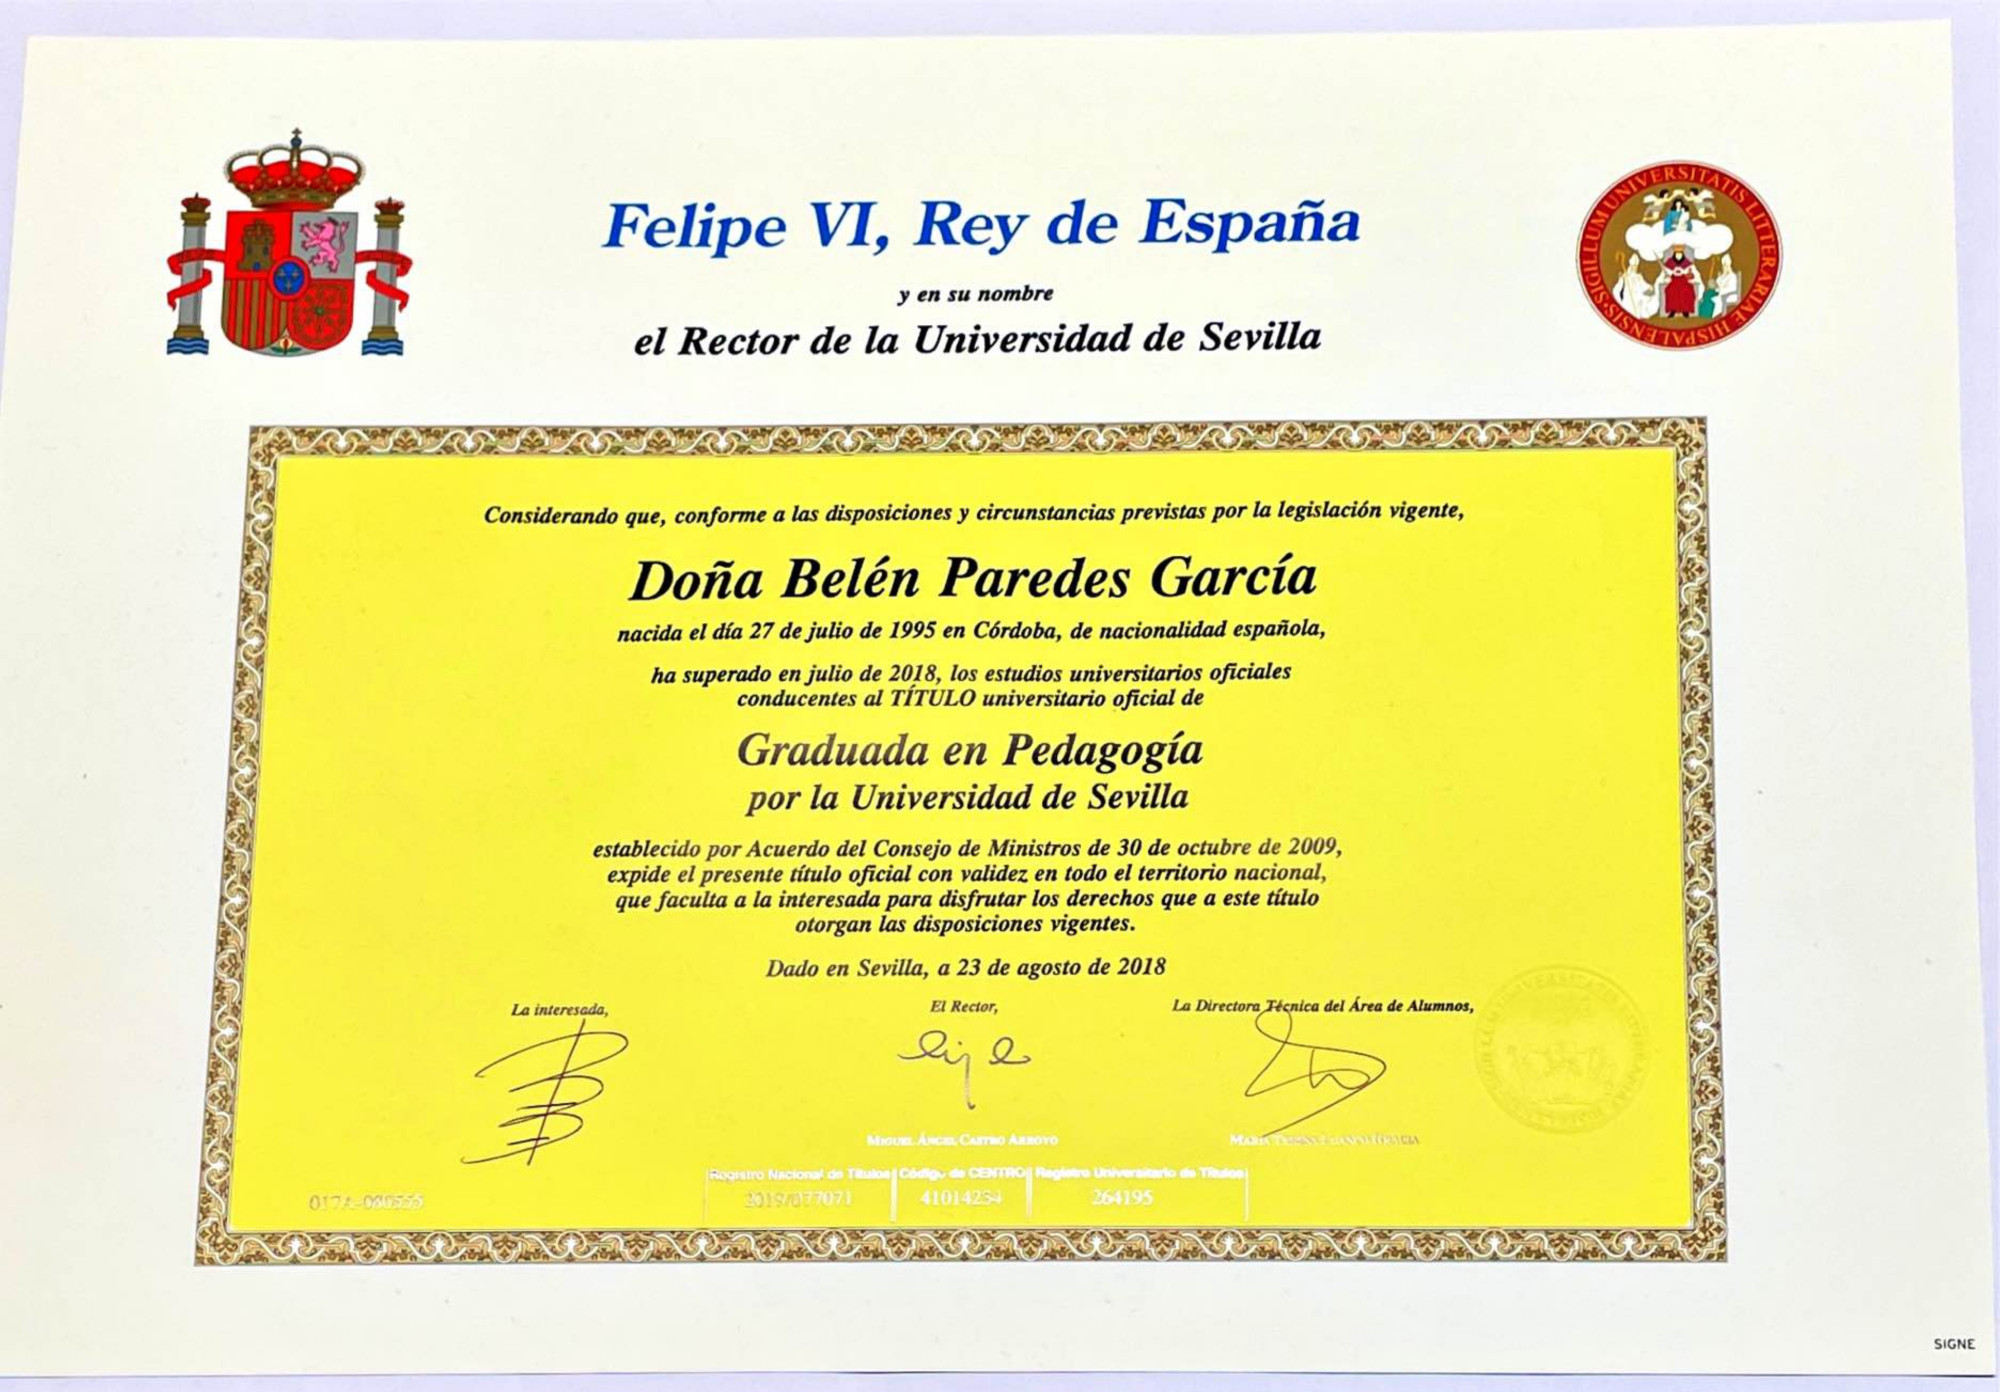 Felipe VI, Rey de España
y en su nombre
el Rector de la Universidad de Sevilla
SIGILLUM UNIVERSITATIS LITTERARIAE HISPALENSIS
Considerando que, conforme a las disposiciones y circunstancias previstas por la legislación vigente,
Doña Belén Paredes García
nacida el día 27 de julio de 1995 en Córdoba, de nacionalidad española,
ha superado en julio de 2018, los estudios universitarios oficiales
conducentes al TÍTULO universitario oficial de
Graduada en Pedagogía
por la Universidad de Sevilla
establecido por Acuerdo del Consejo de Ministros de 30 de octubre de 2009,
expide el presente título oficial con validez en todo el territorio nacional,
que faculta a la interesada para disfrutar los derechos que a este título
otorgan las disposiciones vigentes.
Dado en Sevilla, a 23 de agosto de 2018
La interesada,
El Rector,
La Directora Técnica del Área de Alumnos,
MIGUEL ÁNGEL CASTRO ARROYO
MARÍA
Registro Nacional de Títulos
Código de CENTRO
Registro Universitario de Títulos
41014254
264195
SIGNE